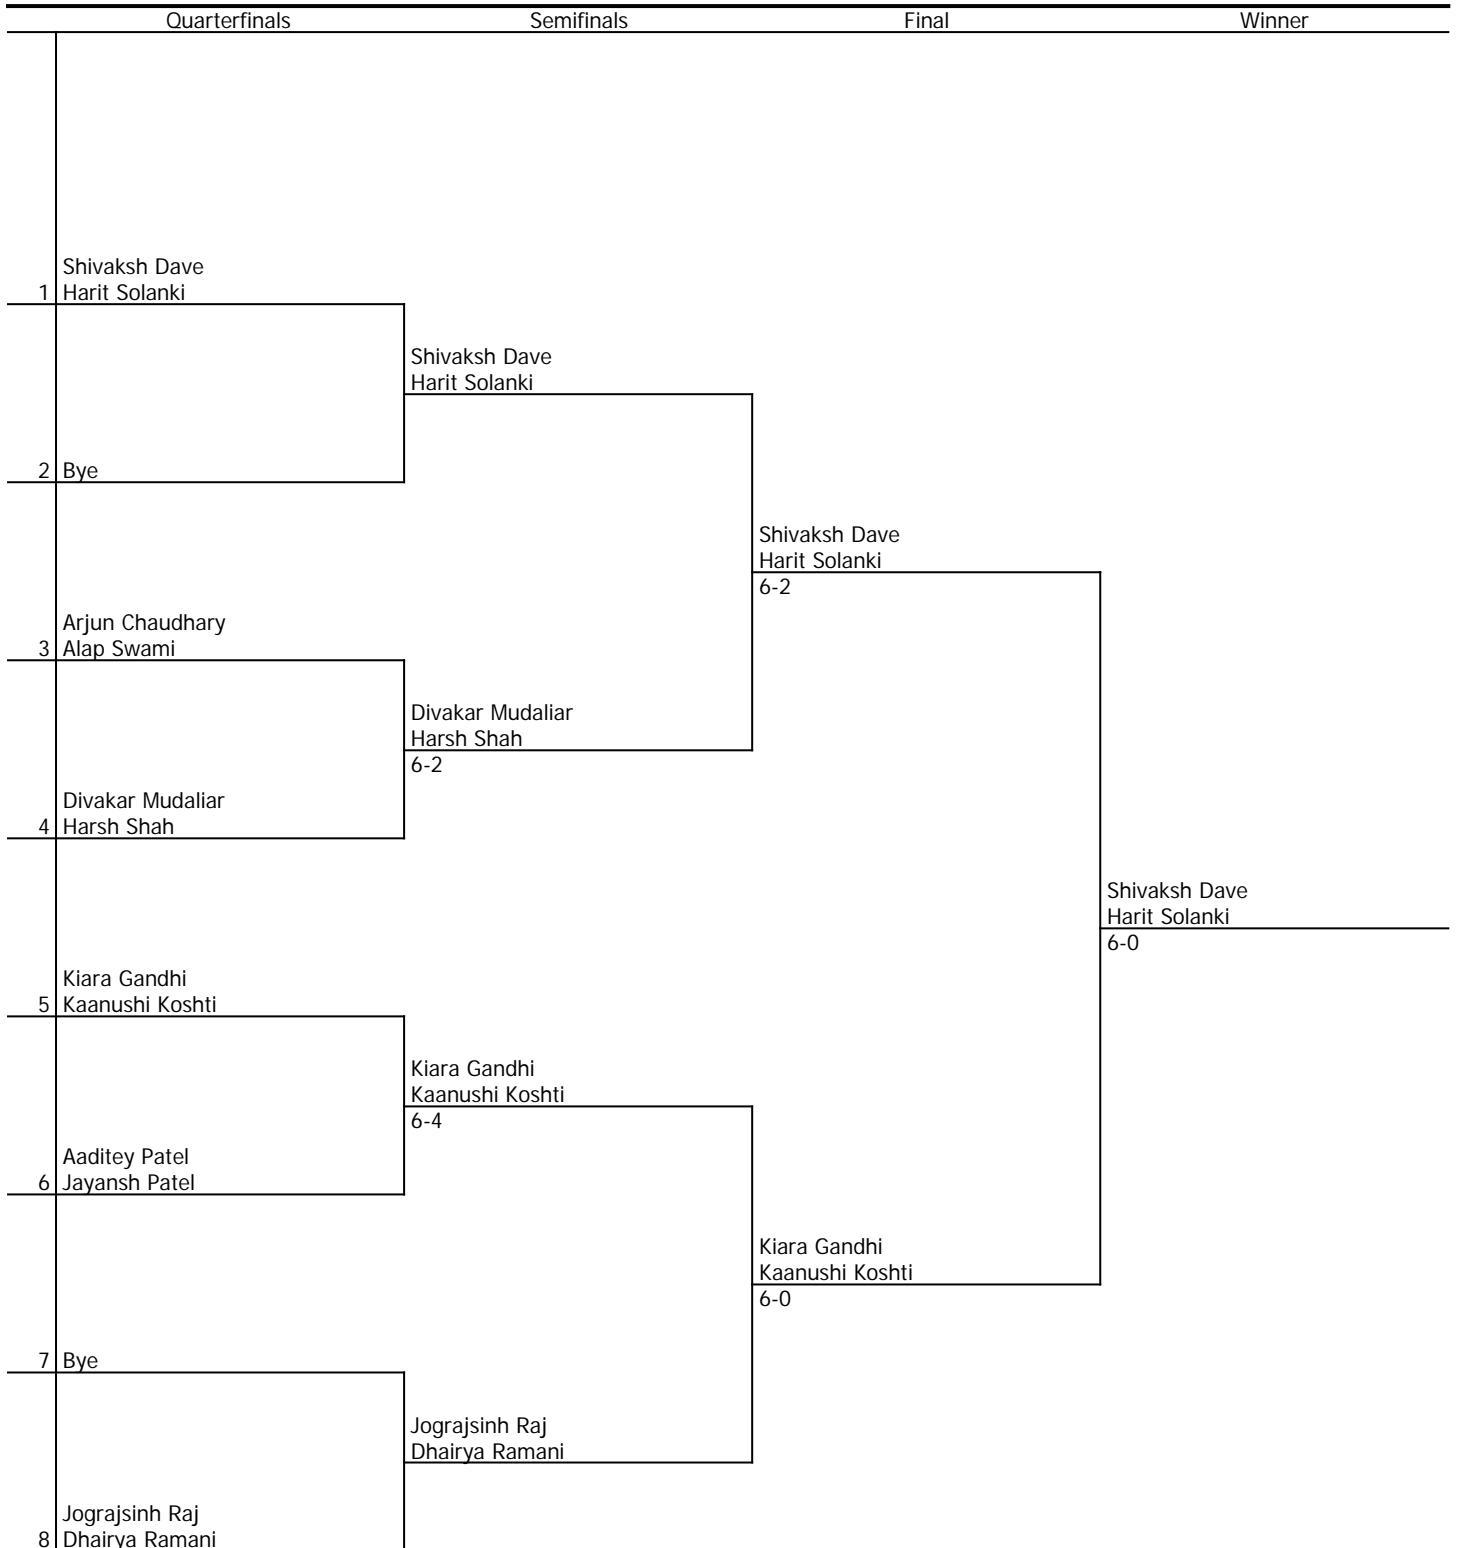 Quarterfinals Semifinals Final Winner
Shivaksh Dave
1 Harit Solanki
Shivaksh Dave
Harit Solanki
2 Bye
Shivaksh Dave
Harit Solanki
6-2
Arjun Chaudhary
3 Alap Swami
Divakar Mudaliar
Harsh Shah
6-2
Divakar Mudaliar
4 Harsh Shah
Shivaksh Dave
Harit Solanki
6-0
Kiara Gandhi
5 Kaanushi Koshti
Kiara Gandhi
Kaanushi Koshti
6-4
Aaditey Patel
6 Jayansh Patel
Kiara Gandhi
Kaanushi Koshti
6-0
7 Bye
Jograjsinh Raj
Dhairya Ramani
Jograjsinh Raj
8 Dhairya Ramani